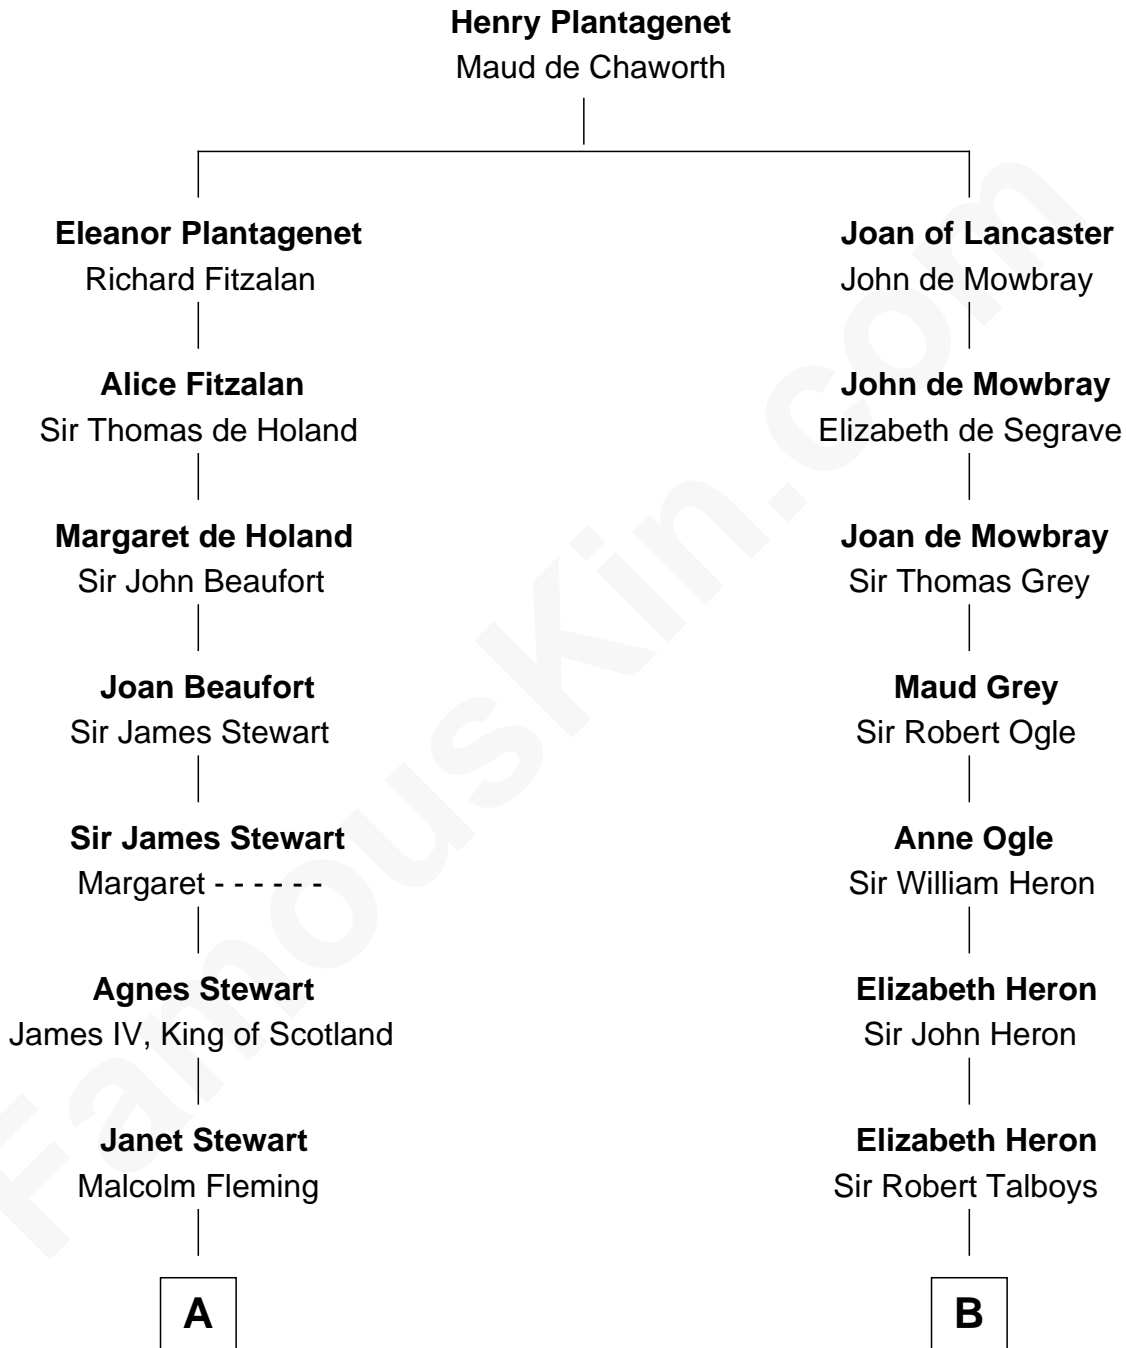 Henry Plantagenet
Maud de Chaworth
Eleanor Plantagenet
Richard Fitzalan
Joan of Lancaster
John de Mowbray
Alice Fitzalan
Sir Thomas de Holand
John de Mowbray
Elizabeth de Segrave
Margaret de Holand
Sir John Beaufort
Joan de Mowbray
Sir Thomas Grey
Joan Beaufort
Sir James Stewart
Maud Grey
Sir Robert Ogle
Sir James Stewart
Margaret - - - - - -
Anne Ogle
Sir William Heron
Agnes Stewart
James IV, King of Scotland
Elizabeth Heron
Sir John Heron
Janet Stewart
Malcolm Fleming
Elizabeth Heron
Sir Robert Talboys
A
B
FamousKin.com